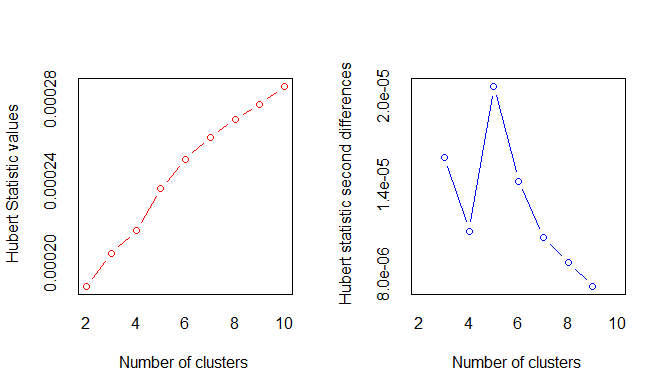 Hubert Statistic values
0.00028
0.00024
0.00020
2 4 6 8 10
Number of clusters
Hubert statistic second differences
2.0e-05
1.4e-05
8.0e-06
2 4 6 8 10
Number of clusters